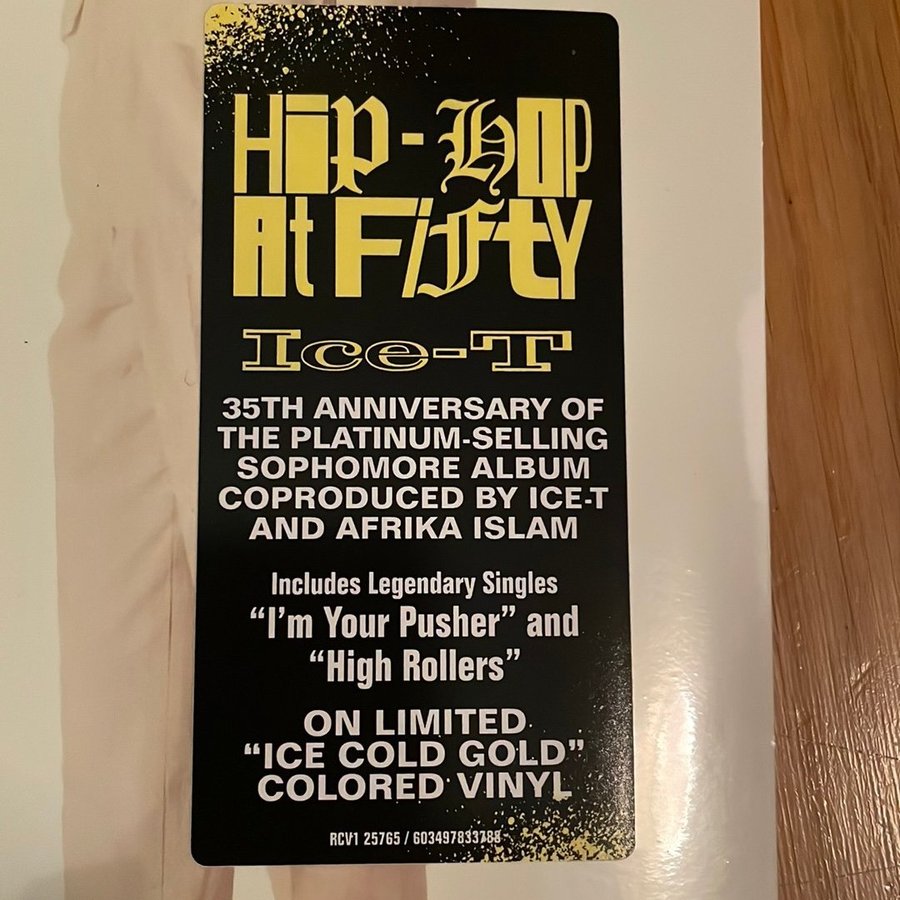 HiP-HOP
At FiftY
Ice-T
35TH ANNIVERSARY OF
THE PLATINUM-SELLING
SOPHOMORE ALBUM
COPRODUCED BY ICE-T
AND AFRIKA ISLAM
Includes Legendary Singles
“I’m Your Pusher” and
“High Rollers”
ON LIMITED
“ICE COLD GOLD”
COLORED VINYL
RCV1 25765 / 603497833788